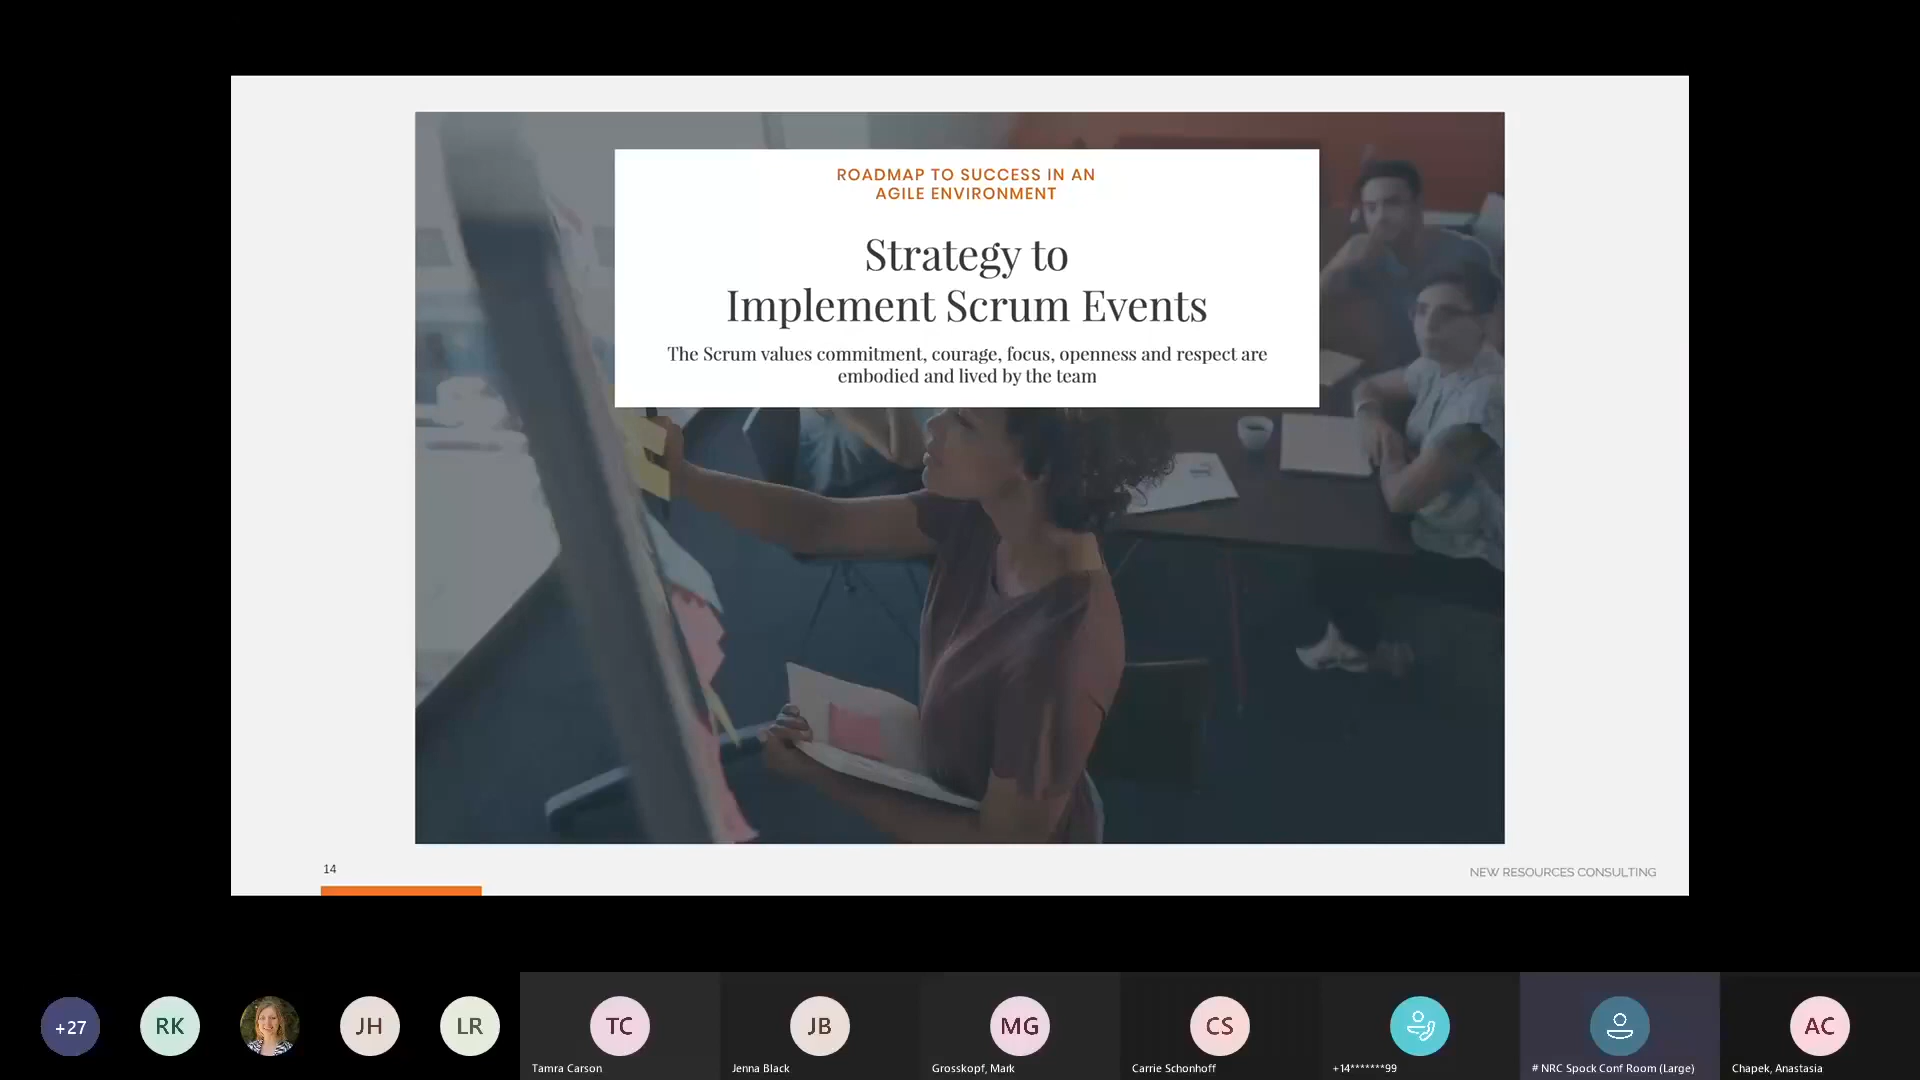 ROADMAP TO SUCCESS IN AN
AGILE ENVIRONMENT
Strategy to
Implement Scrum Events
The Scrum values commitment, courage, focus, openness and respect are
embodied and lived by the team
14
NEW RESOURCES CONSULTING
+27
RK
JH
LR
TC
JB
MG
CS
AC
Tamra Carson
Jenna Black
Grosskopf, Mark
Carrie Schonhoff
+14*******99
# NRC Spock Conf Room (Large)
Chapek, Anastasia